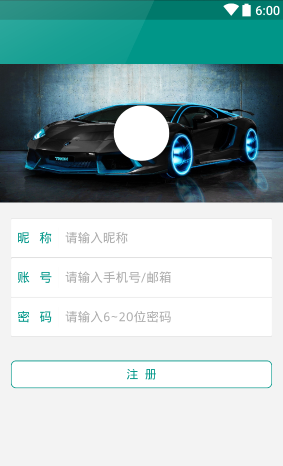 6:00
昵 称 请输入昵称
账 号 请输入手机号/邮箱
密 码 请输入6~20位密码
注 册